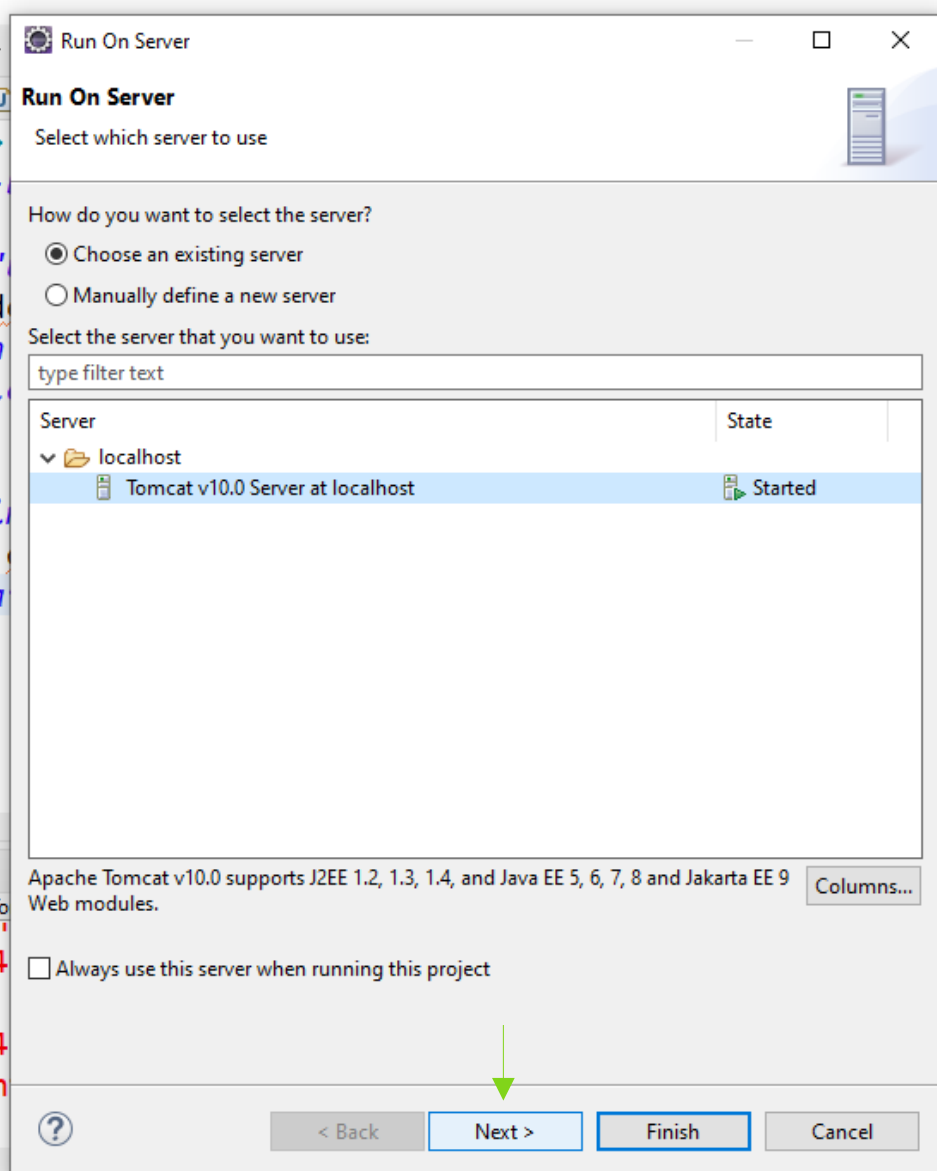 Run On Server
Run On Server
Select which server to use
How do you want to select the server?
Choose an existing server
Manually define a new server
Select the server that you want to use:
type filter text
Server State
localhost
Tomcat v10.0 Server at localhost Started
Apache Tomcat v10.0 supports J2EE 1.2, 1.3, 1.4, and Java EE 5, 6, 7, 8 and Jakarta EE 9
Web modules.
Columns...
Always use this server when running this project
? < Back Next > Finish Cancel